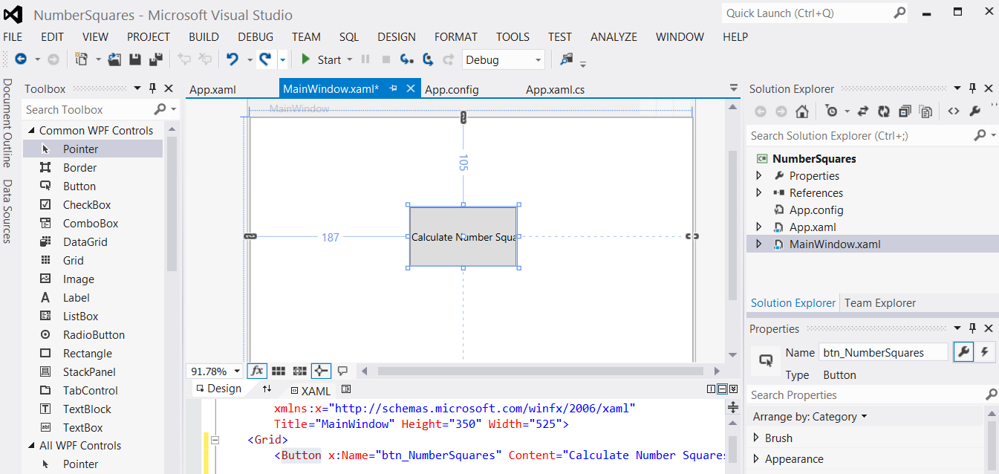 NumberSquares - Microsoft Visual Studio
Quick Launch (Ctrl+Q)
FILE EDIT VIEW PROJECT BUILD DEBUG TEAM SQL DESIGN FORMAT TOOLS TEST ANALYZE WINDOW HELP
Start Debug
Document Outline
Data Sources
Toolbox
Search Toolbox
Common WPF Controls
Pointer
Border
Button
CheckBox
ComboBox
DataGrid
Grid
Image
Label
ListBox
RadioButton
Rectangle
StackPanel
TabControl
TextBlock
TextBox
All WPF Controls
Pointer
App.xaml MainWindow.xaml* App.config App.xaml.cs
MainWindow
105
187
Calculate Number Squa
91.78%
Design XAML
xmlns:x="http://schemas.microsoft.com/winfx/2006/xaml"
Title="MainWindow" Height="350" Width="525">
<Grid>
<Button x:Name="btn_NumberSquares" Content="Calculate Number Squares
Solution Explorer
Search Solution Explorer (Ctrl+;)
C# NumberSquares
Properties
References
App.config
App.xaml
MainWindow.xaml
Solution Explorer Team Explorer
Properties
Name btn_NumberSquares
Type Button
Search Properties
Arrange by: Category
Brush
Appearance